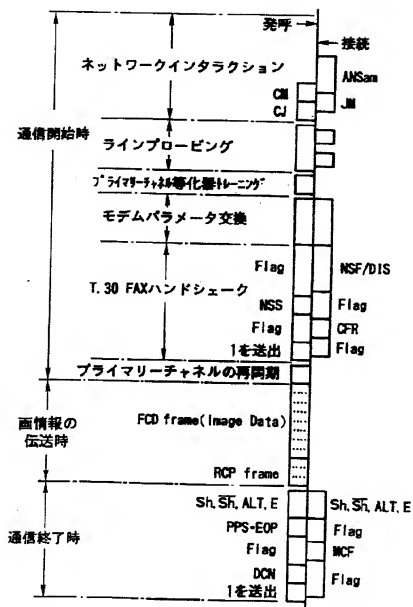 発呼
接続
ネットワークインタラクション
ANSam
CM
JM
CJ
通信開始時
ラインプロービング
プライマリーチャネル等化器トレーニング
モデムパラメータ交換
Flag
NSF/DIS
T.30 FAXハンドシェーク
NSS
Flag
Flag
CFR
1を送出
Flag
プライマリーチャネルの再同期
画情報の
伝送時
FCD frame(Image Data)
RCP frame
Sh,S̅h̅,ALT,E
Sh,S̅h̅,ALT,E
PPS-EOP
Flag
通信終了時
Flag
MCF
DCN
Flag
1を送出